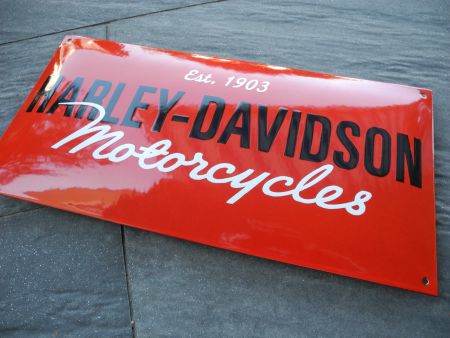 Est. 1903
HARLEY-DAVIDSON
Motorcycles